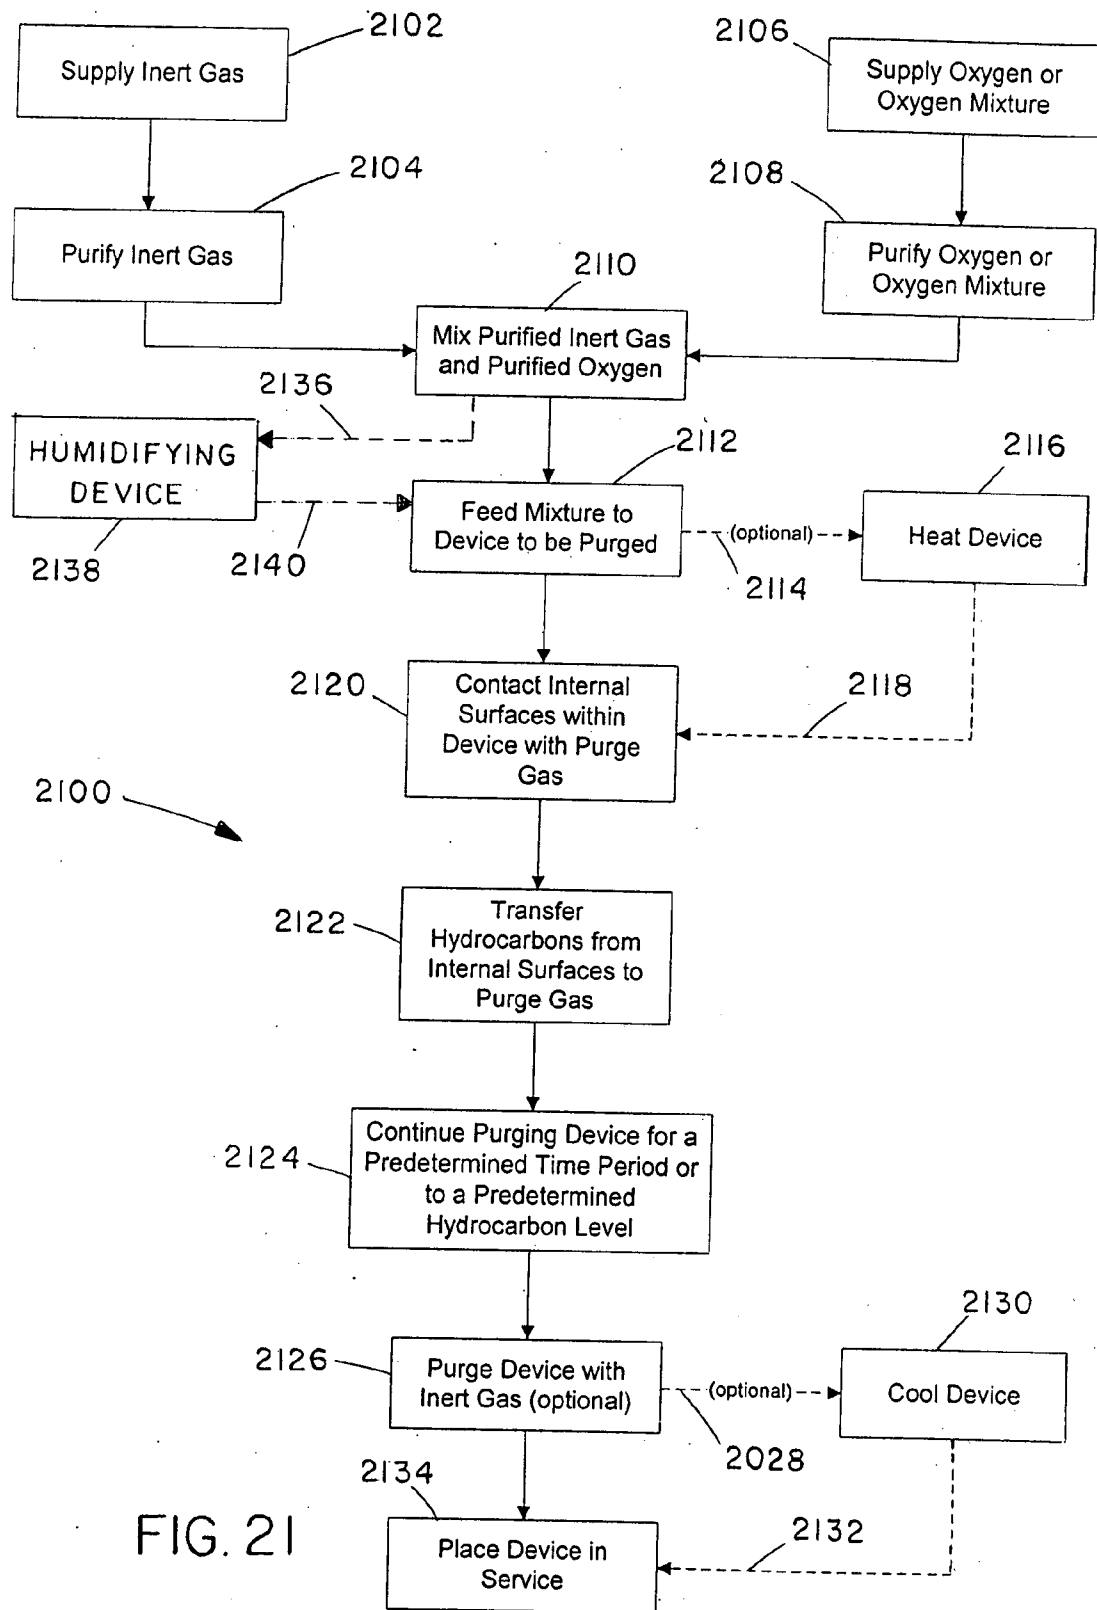 2102
Supply Inert Gas
2106
Supply Oxygen or
Oxygen Mixture
2104
Purify Inert Gas
2108
Purify Oxygen or
Oxygen Mixture
2110
Mix Purified Inert Gas
and Purified Oxygen
2136
HUMIDIFYING
DEVICE
2138
2140
2112
Feed Mixture to
Device to be Purged
(optional)
2114
2116
Heat Device
2118
2120
Contact Internal
Surfaces within
Device with Purge
Gas
2100
2122
Transfer
Hydrocarbons from
Internal Surfaces to
Purge Gas
2124
Continue Purging Device for a
Predetermined Time Period or
to a Predetermined
Hydrocarbon Level
2126
Purge Device with
Inert Gas (optional)
(optional)
2028
2130
Cool Device
2132
2134
Place Device in
Service
FIG. 21